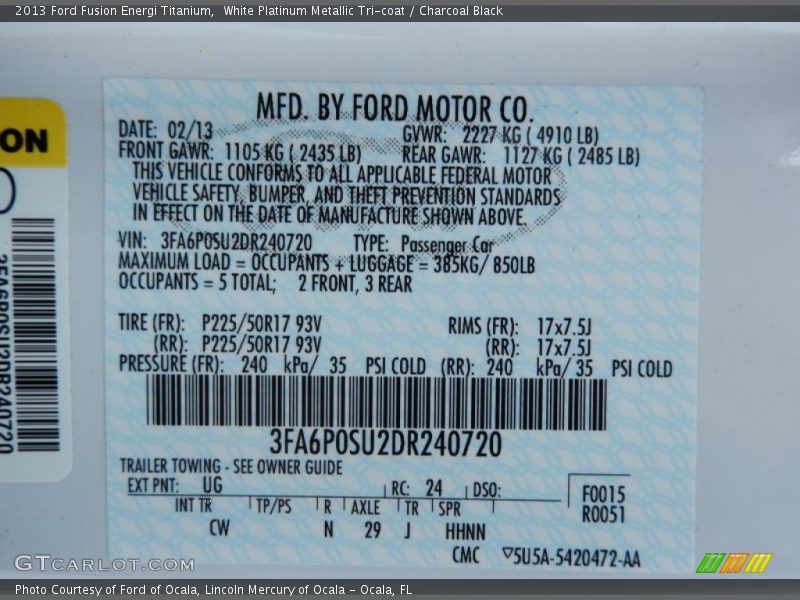 2013 Ford Fusion Energi Titanium,  White Platinum Metallic Tri-coat / Charcoal Black
MFD. BY FORD MOTOR CO.
DATE: 02/13 GVWR: 2227 KG ( 4910 LB)
FRONT GAWR: 1105 KG ( 2435 LB) REAR GAWR: 1127 KG ( 2485 LB)
THIS VEHICLE CONFORMS TO ALL APPLICABLE FEDERAL MOTOR
VEHICLE SAFETY, BUMPER, AND THEFT PREVENTION STANDARDS
IN EFFECT ON THE DATE OF MANUFACTURE SHOWN ABOVE.
VIN: 3FA6P0SU2DR240720 TYPE: Passenger Car
MAXIMUM LOAD = OCCUPANTS + LUGGAGE = 385KG/ 850LB
OCCUPANTS = 5 TOTAL; 2 FRONT, 3 REAR
TIRE (FR): P225/50R17 93V RIMS (FR): 17x7.5J
(RR): P225/50R17 93V (RR): 17x7.5J
PRESSURE (FR): 240 kPa/ 35 PSI COLD (RR): 240 kPa/ 35 PSI COLD
3FA6P0SU2DR240720
TRAILER TOWING - SEE OWNER GUIDE
EXT PNT: UG RC: 24 DSO: F0015
INT TR TP/PS R AXLE TR SPR R0051
CW N 29 J HHNN
CMC ▽5U5A-5420472-AA
ON
3FA6P0SU2DR240720
GTCARLOT.COM
Photo Courtesy of Ford of Ocala, Lincoln Mercury of Ocala - Ocala, FL